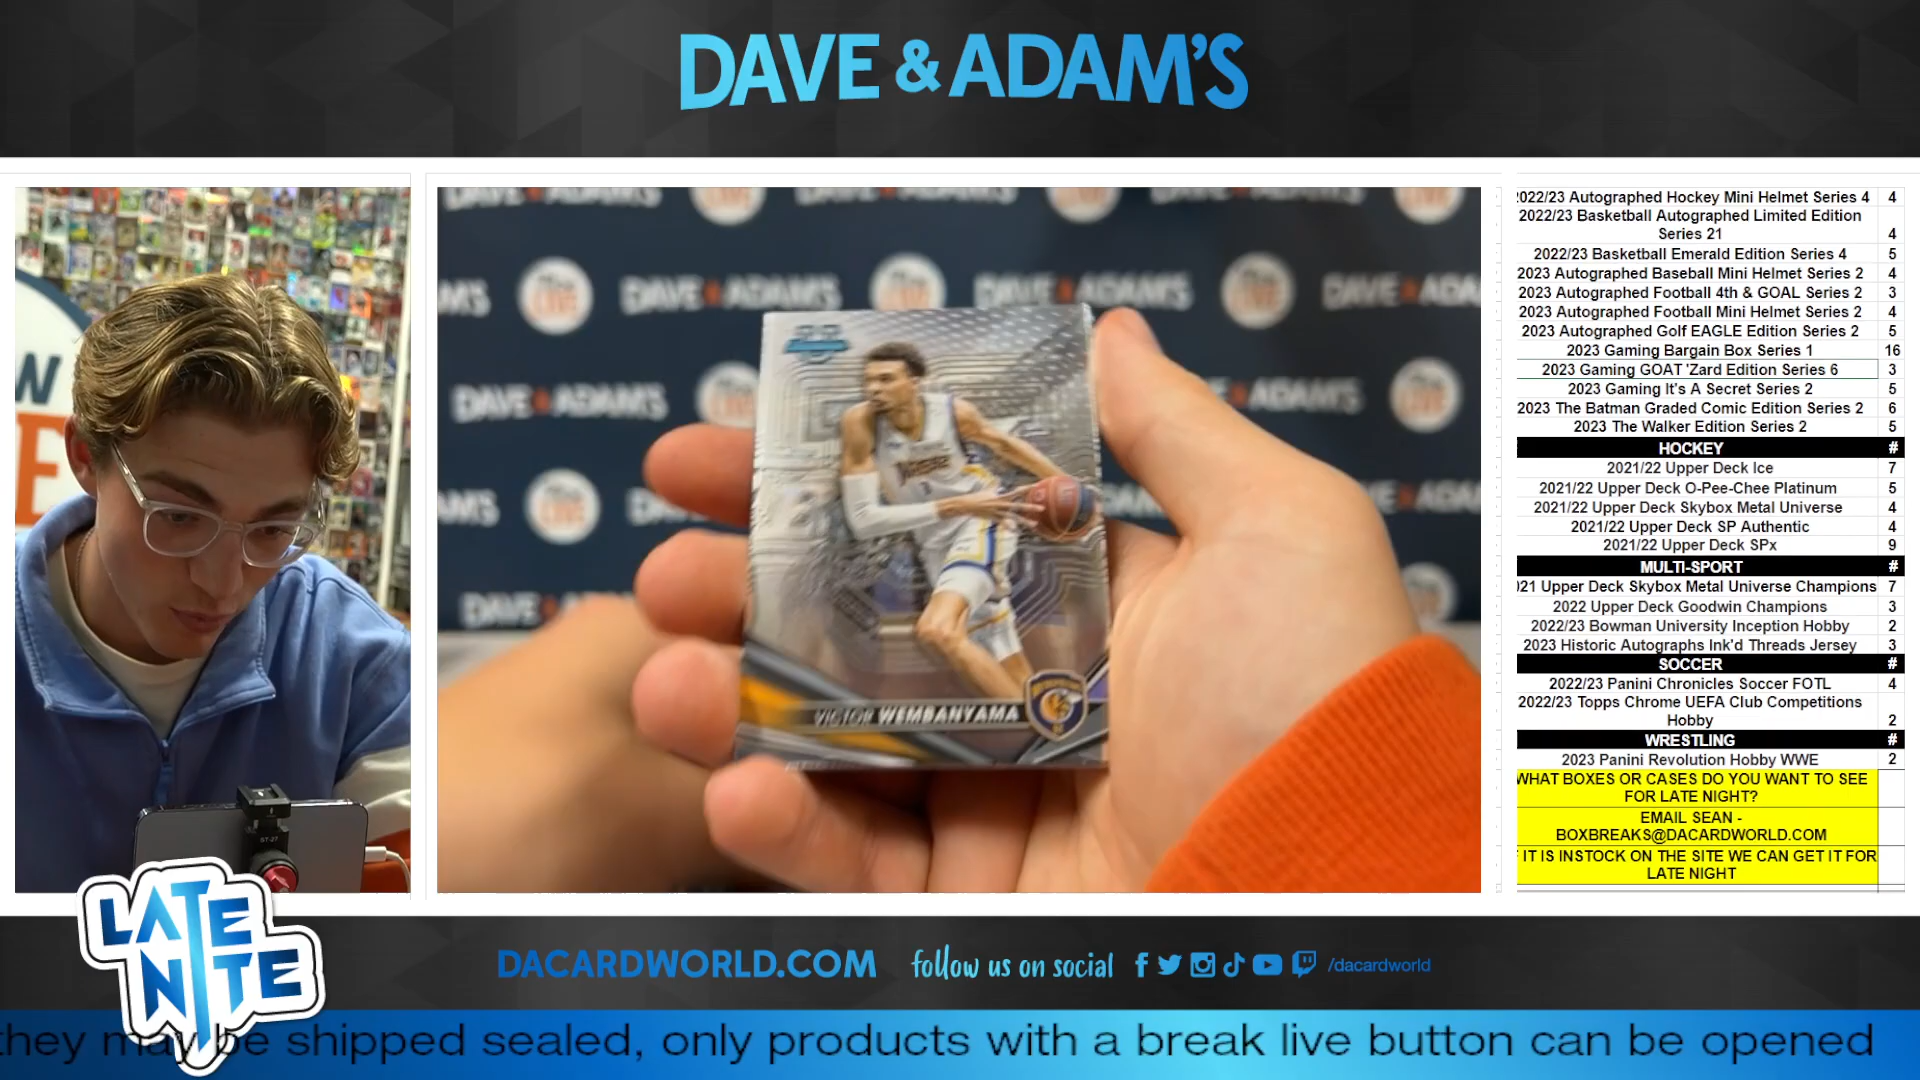 DAVE & ADAM'S
DAVE & ADAM'S
DAVE ADAM'S
DAVE ADAM'S
DAVE ADAM'S
VICTOR WEMBANYAMA
2022/23 Autographed Hockey Mini Helmet Series 4 4
2022/23 Basketball Autographed Limited Edition
Series 21 4
2022/23 Basketball Emerald Edition Series 4 5
2023 Autographed Baseball Mini Helmet Series 2 4
2023 Autographed Football 4th & GOAL Series 2 3
2023 Autographed Football Mini Helmet Series 2 4
2023 Autographed Golf EAGLE Edition Series 2 5
2023 Gaming Bargain Box Series 1 16
2023 Gaming GOAT 'Zard Edition Series 6 3
2023 Gaming It's A Secret Series 2 5
2023 The Batman Graded Comic Edition Series 2 6
2023 The Walker Edition Series 2 5
HOCKEY #
2021/22 Upper Deck Ice 7
2021/22 Upper Deck O-Pee-Chee Platinum 5
2021/22 Upper Deck Skybox Metal Universe 4
2021/22 Upper Deck SP Authentic 4
2021/22 Upper Deck SPx 9
MULTI-SPORT #
021 Upper Deck Skybox Metal Universe Champions 7
2022 Upper Deck Goodwin Champions 3
2022/23 Bowman University Inception Hobby 2
2023 Historic Autographs Ink'd Threads Jersey 3
SOCCER #
2022/23 Panini Chronicles Soccer FOTL 4
2022/23 Topps Chrome UEFA Club Competitions
Hobby 2
WRESTLING #
2023 Panini Revolution Hobby WWE 2
WHAT BOXES OR CASES DO YOU WANT TO SEE
FOR LATE NIGHT?
EMAIL SEAN -
BOXBREAKS@DACARDWORLD.COM
IT IS INSTOCK ON THE SITE WE CAN GET IT FOR
LATE NIGHT
LATE
NITE
DACARDWORLD.COM follow us on social /dacardworld
they may be shipped sealed, only products with a break live button can be opened